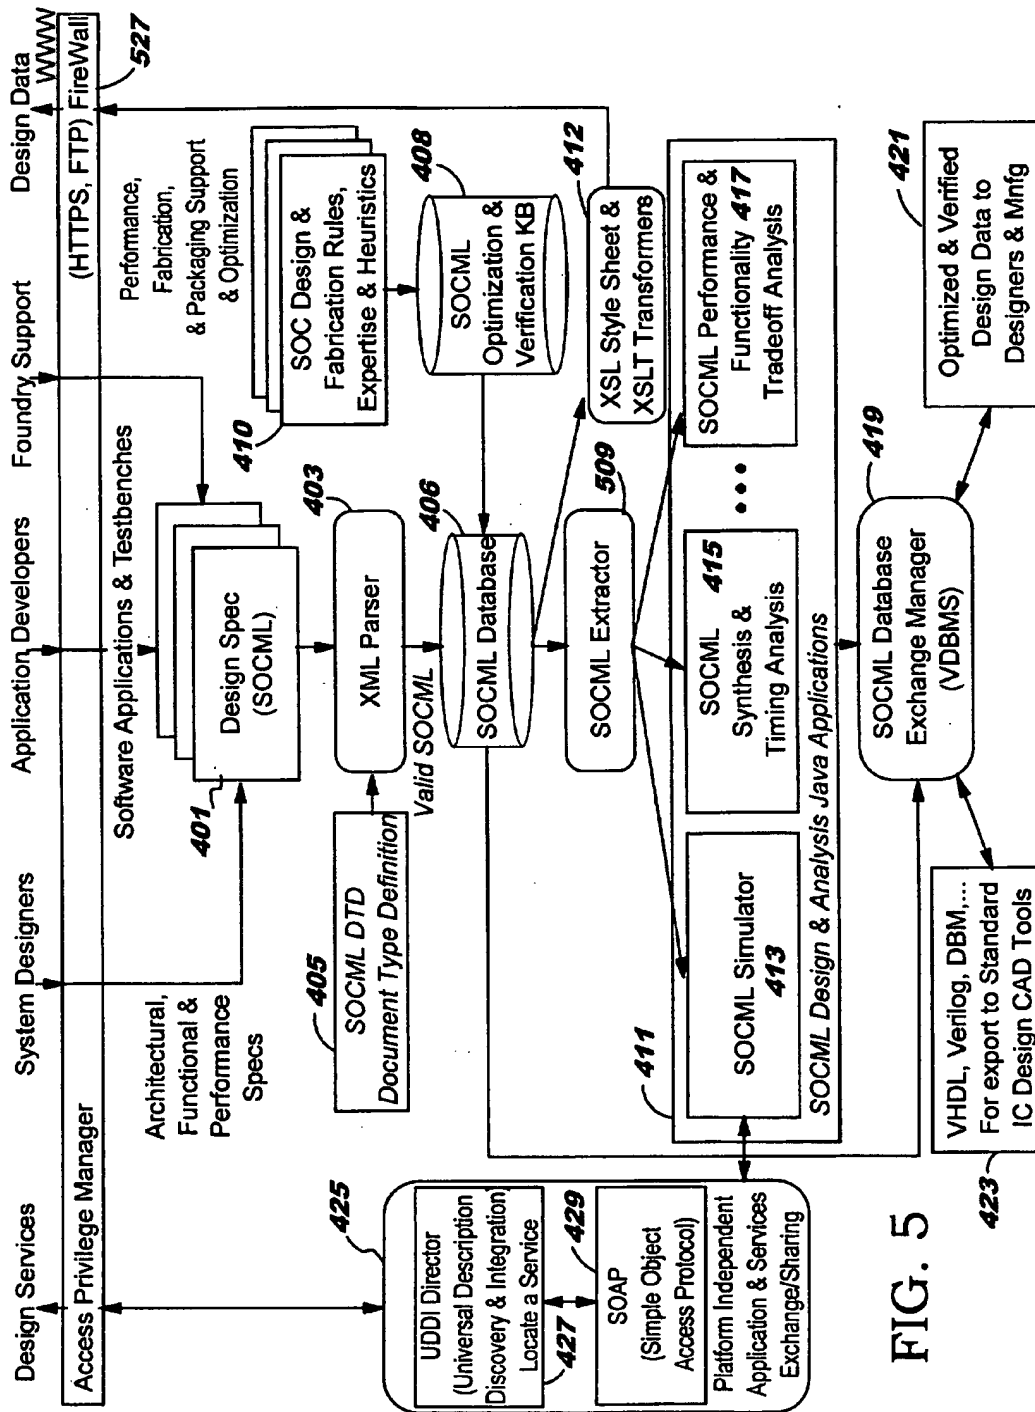 Design Services
System Designers
Application Developers
Foundry Support
Design Data
WWW
Access Privilege Manager
(HTTPS, FTP) FireWall
527
Architectural,
Functional &
Performance
Specs
Software Applications & Testbenches
Performance,
Fabrication,
& Packaging Support
& Optimization
401
Design Spec
(SOCML)
410
SOC Design &
Fabrication Rules,
Expertise & Heuristics
405
SOCML DTD
Document Type Definition
403
XML Parser
Valid SOCML
408
SOCML
Optimization &
Verification KB
406
SOCML Database
425
UDDI Director
(Universal Description
Discovery & Integration)
Locate a Service
427
429
SOAP
(Simple Object
Access Protocol)
Platform Independent
Application & Services
Exchange/Sharing
509
SOCML Extractor
412
XSL Style Sheet &
XSLT Transformers
411
SOCML Simulator
413
SOCML 415
Synthesis &
Timing Analysis
SOCML Performance &
Functionality 417
Tradeoff Analysis
SOCML Design & Analysis Java Applications
419
SOCML Database
Exchange Manager
(VDBMS)
423
VHDL, Verilog, DBM,...
For export to Standard
IC Design CAD Tools
421
Optimized & Verified
Design Data to
Designers & Mnfg
FIG. 5